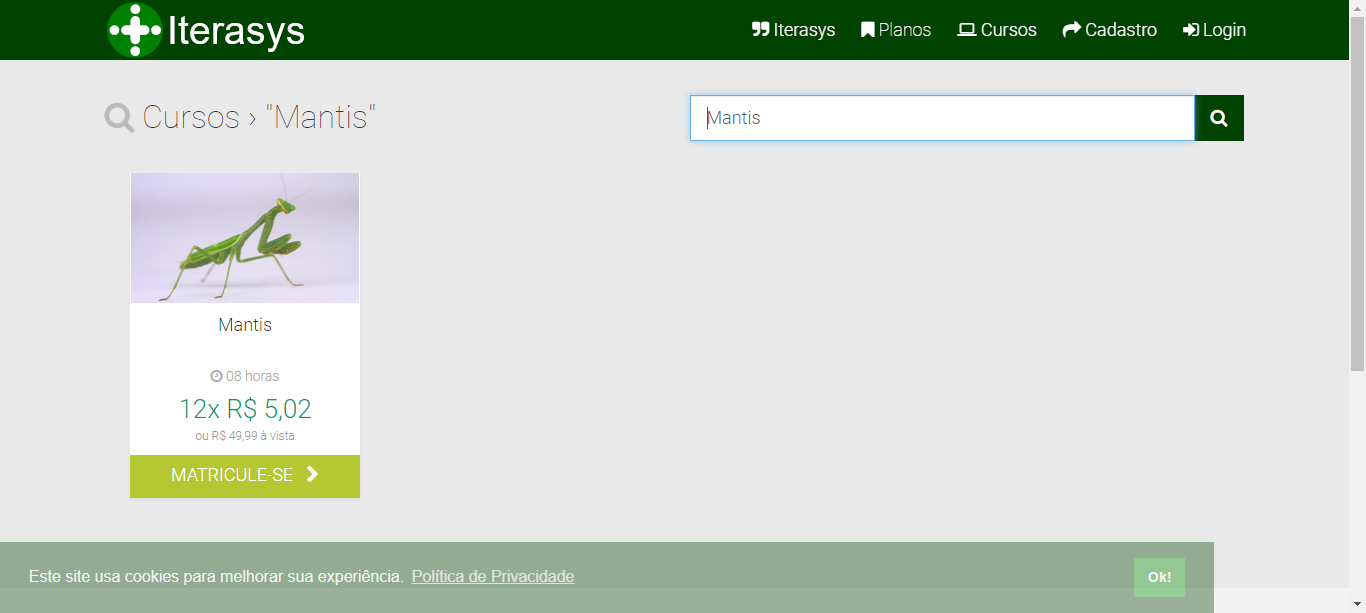 Iterasys
Iterasys Planos Cursos Cadastro Login
Cursos › "Mantis"
Mantis
Mantis
08 horas
12x R$ 5,02
ou R$ 49,99 à vista
MATRICULE-SE
Este site usa cookies para melhorar sua experiência. Política de Privacidade
Ok!